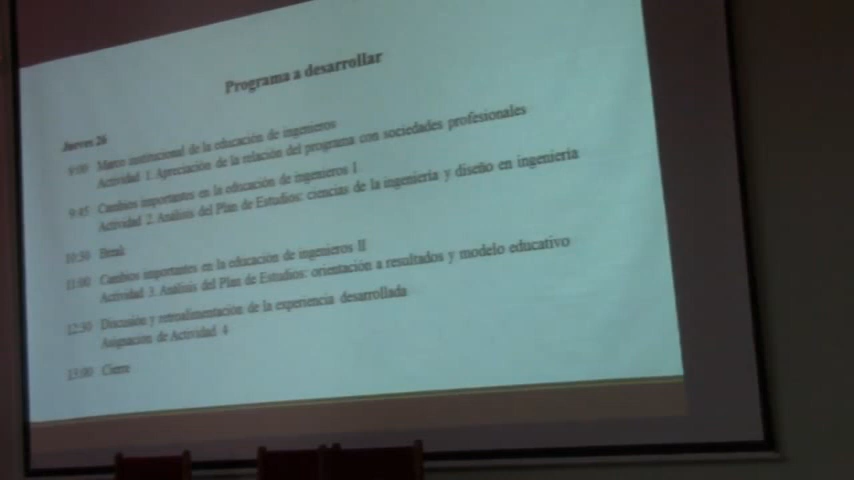 Programa a desarrollar
Jueves 26
9:00 Marco institucional de la educación de ingenieros
Actividad 1. Apreciación de la relación del programa con sociedades profesionales
9:45 Cambios importantes en la educación de ingenieros I
Actividad 2. Análisis del Plan de Estudios: ciencias de la ingeniería y diseño en ingeniería
10:30 Break
11:00 Cambios importantes en la educación de ingenieros II
Actividad 3. Análisis del Plan de Estudios: orientación a resultados y modelo educativo
12:30 Discusión y retroalimentación de la experiencia desarrollada
Asignación de Actividad 4
13:00 Cierre